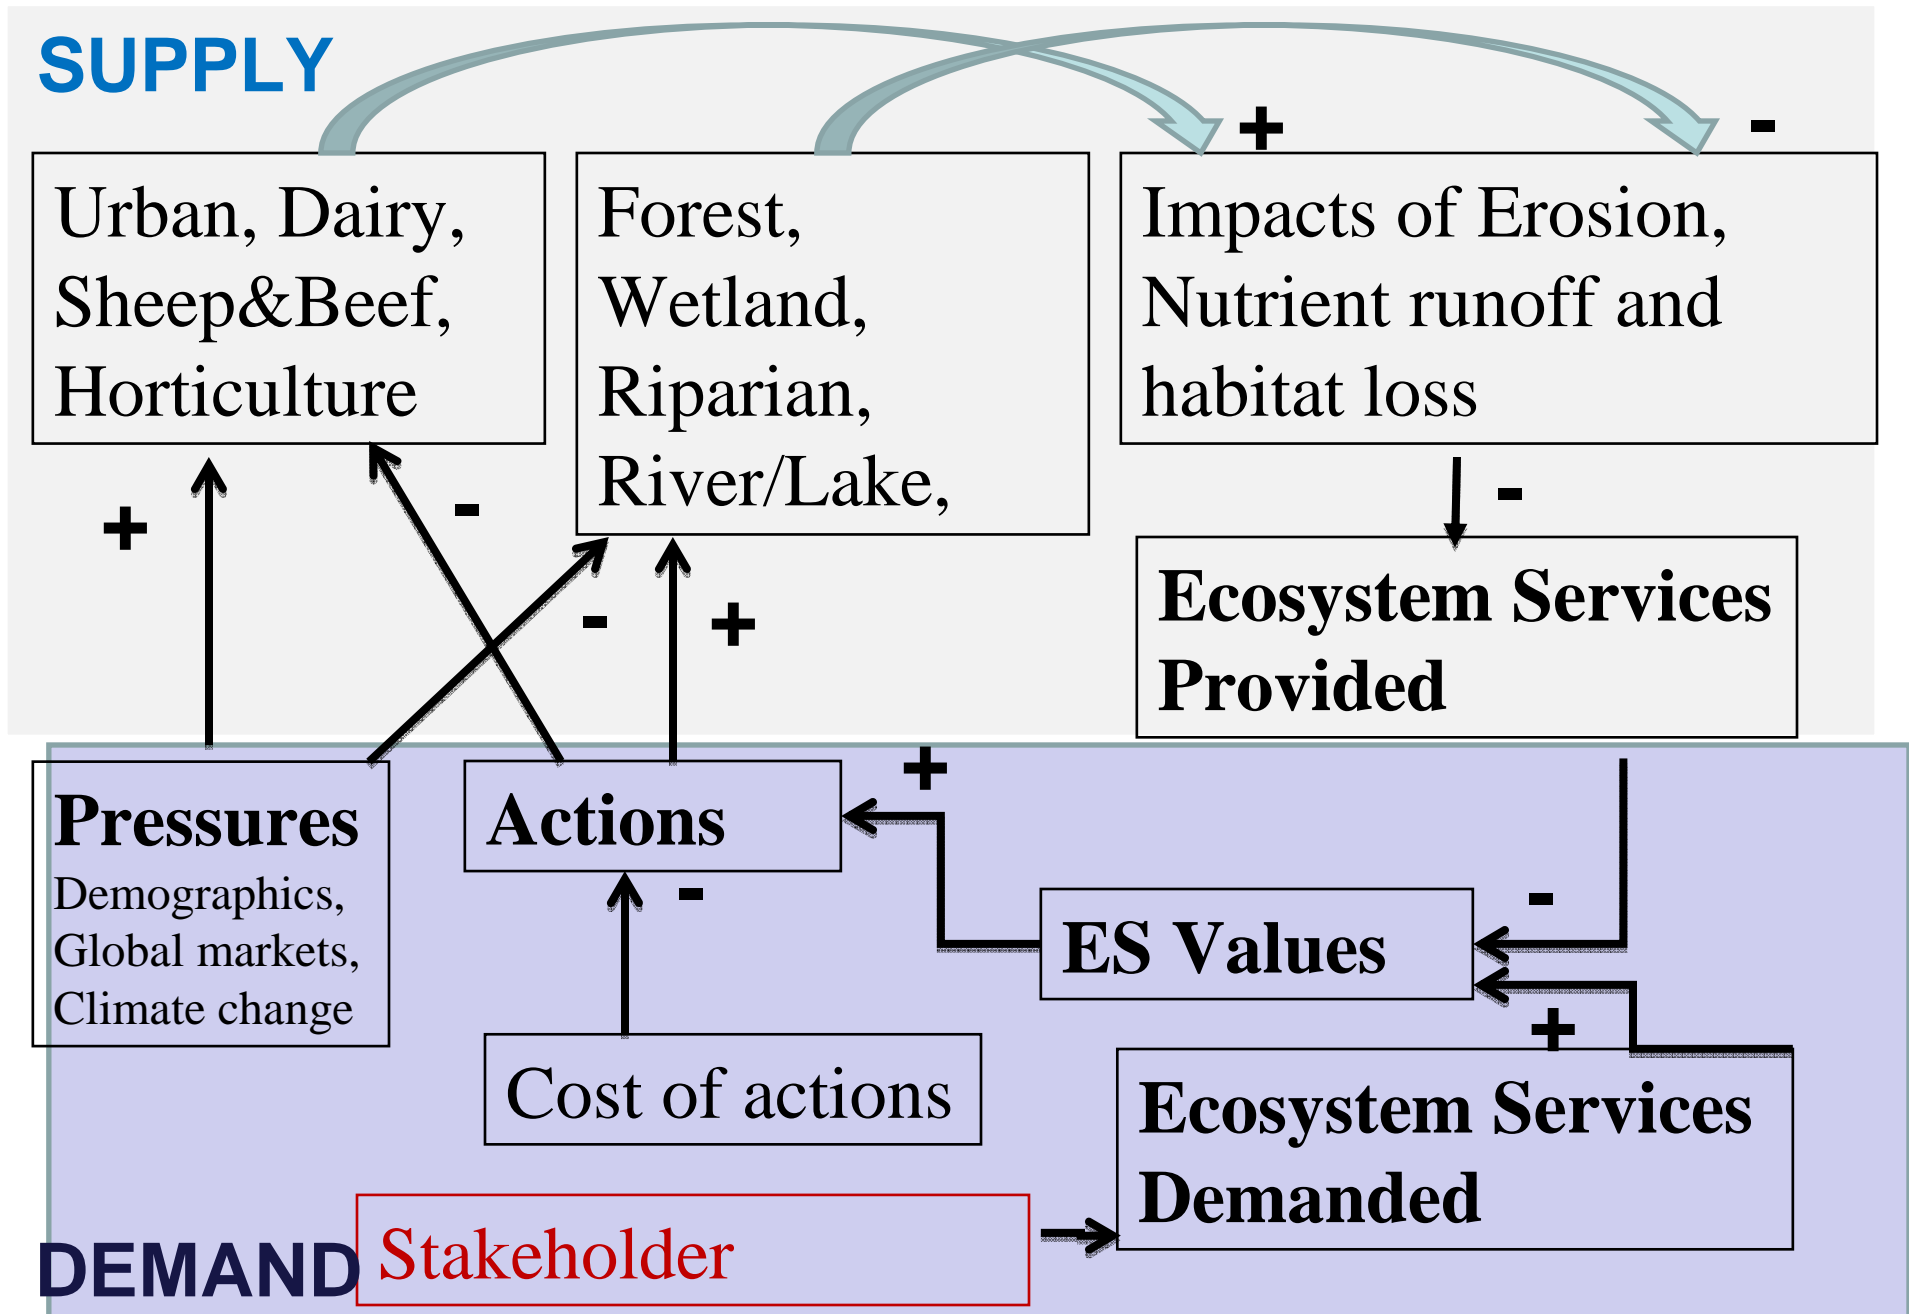 SUPPLY
+
-
Urban, Dairy,
Sheep&Beef,
Horticulture
Forest,
Wetland,
Riparian,
River/Lake,
Impacts of Erosion,
Nutrient runoff and
habitat loss
+
-
-
+
-
Ecosystem Services
Provided
Pressures
Demographics,
Global markets,
Climate change
Actions
+
-
Cost of actions
ES Values
-
+
Ecosystem Services
Demanded
DEMAND
Stakeholder